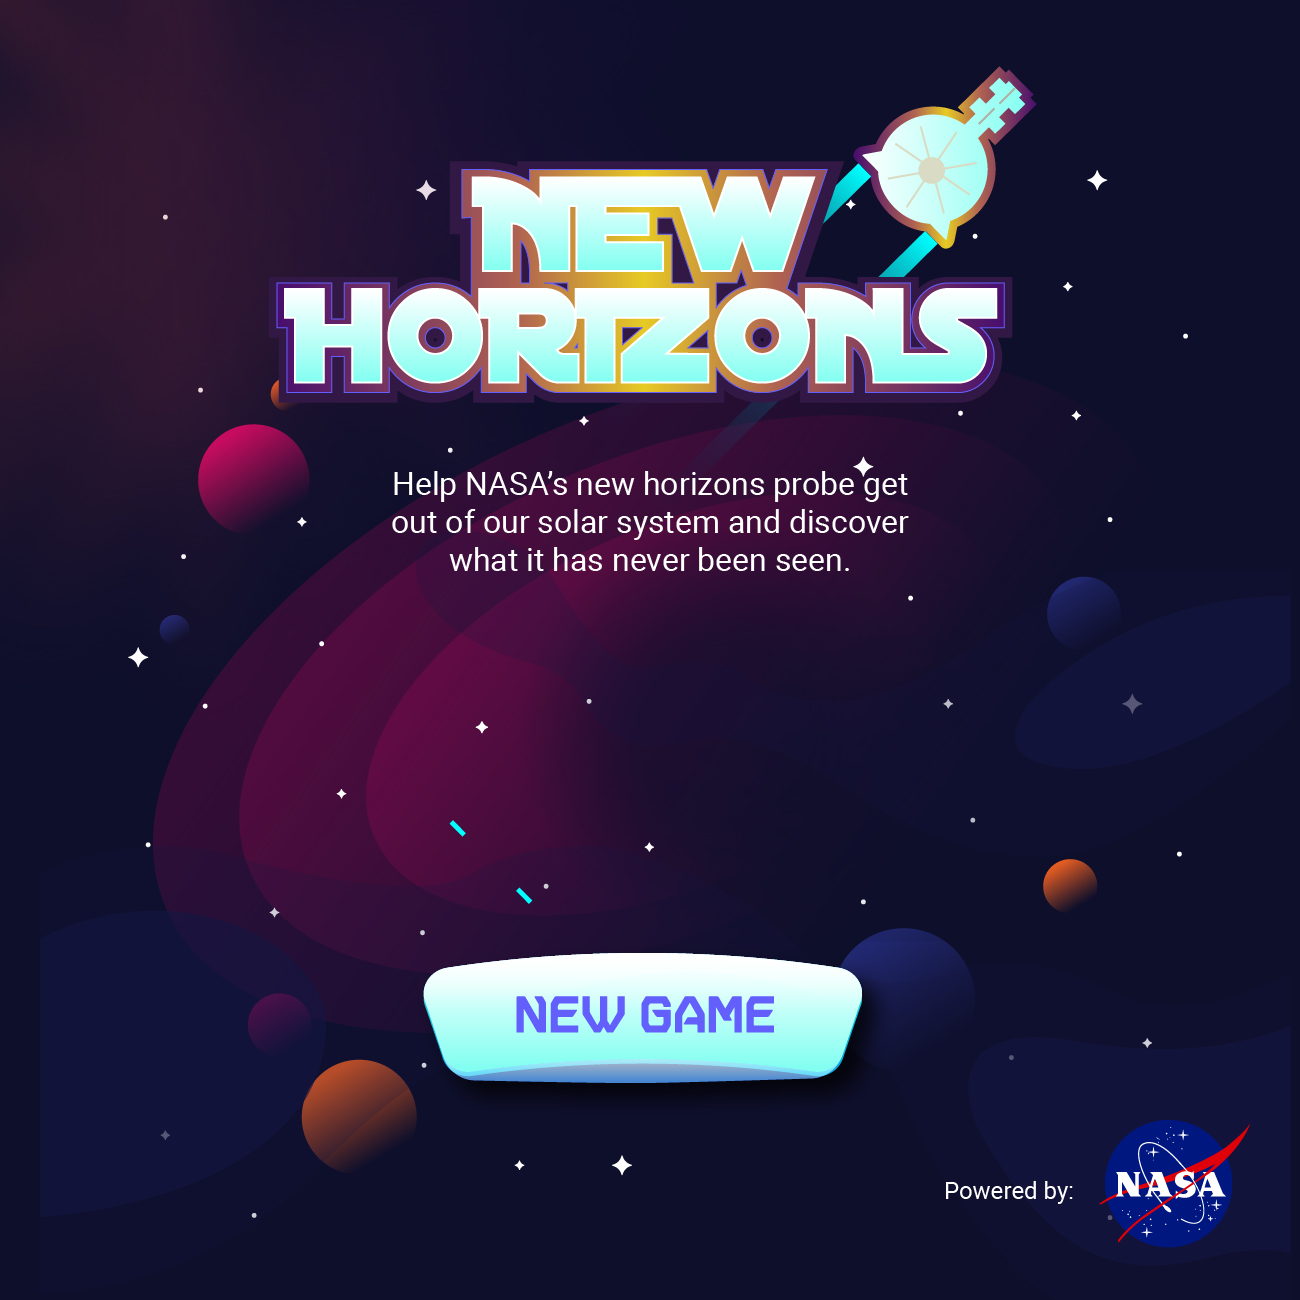 NEW
HORIZONS
Help NASA’s new horizons probe get
out of our solar system and discover
what it has never been seen.
NEW GAME
Powered by:
NASA